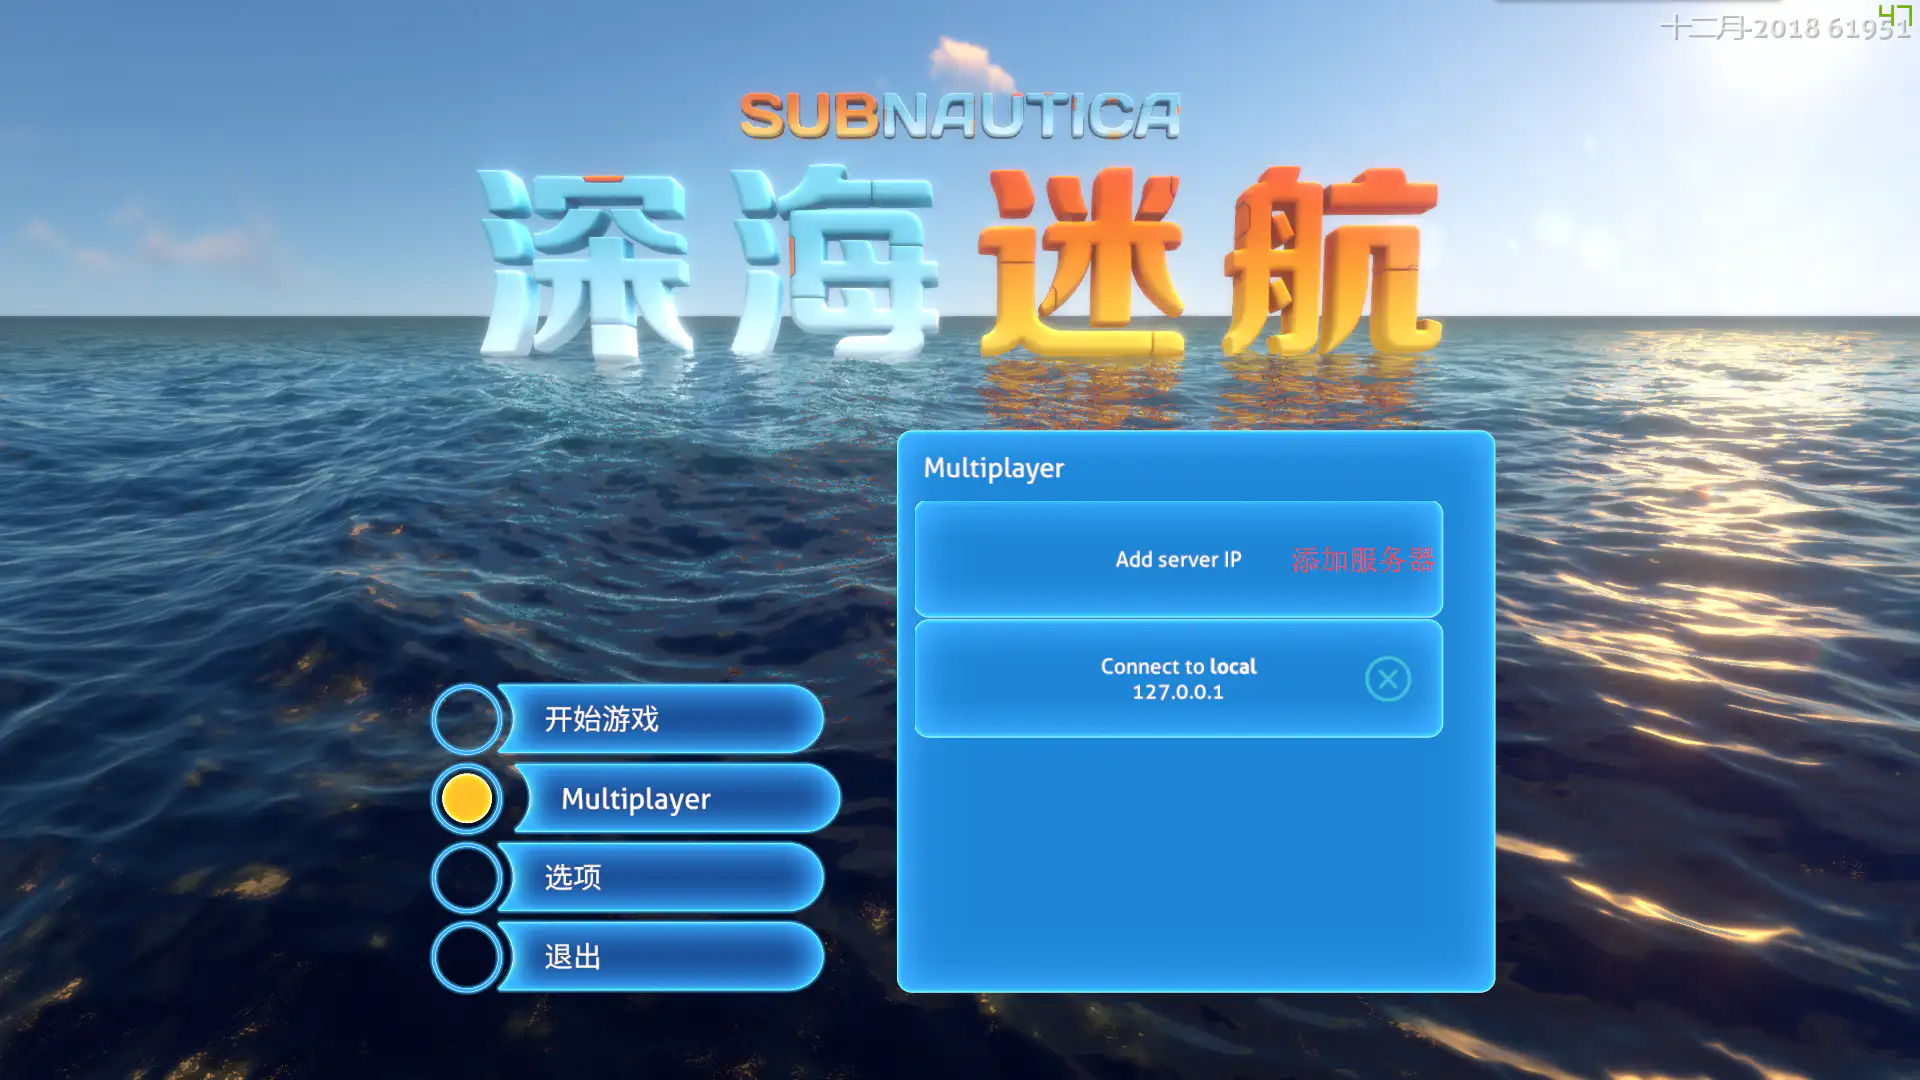 47
十二月-2018 61951
SUBNAUTICA
深海迷航
Multiplayer
Add server IP 添加服务器
Connect to local
127.0.0.1
开始游戏
Multiplayer
选项
退出